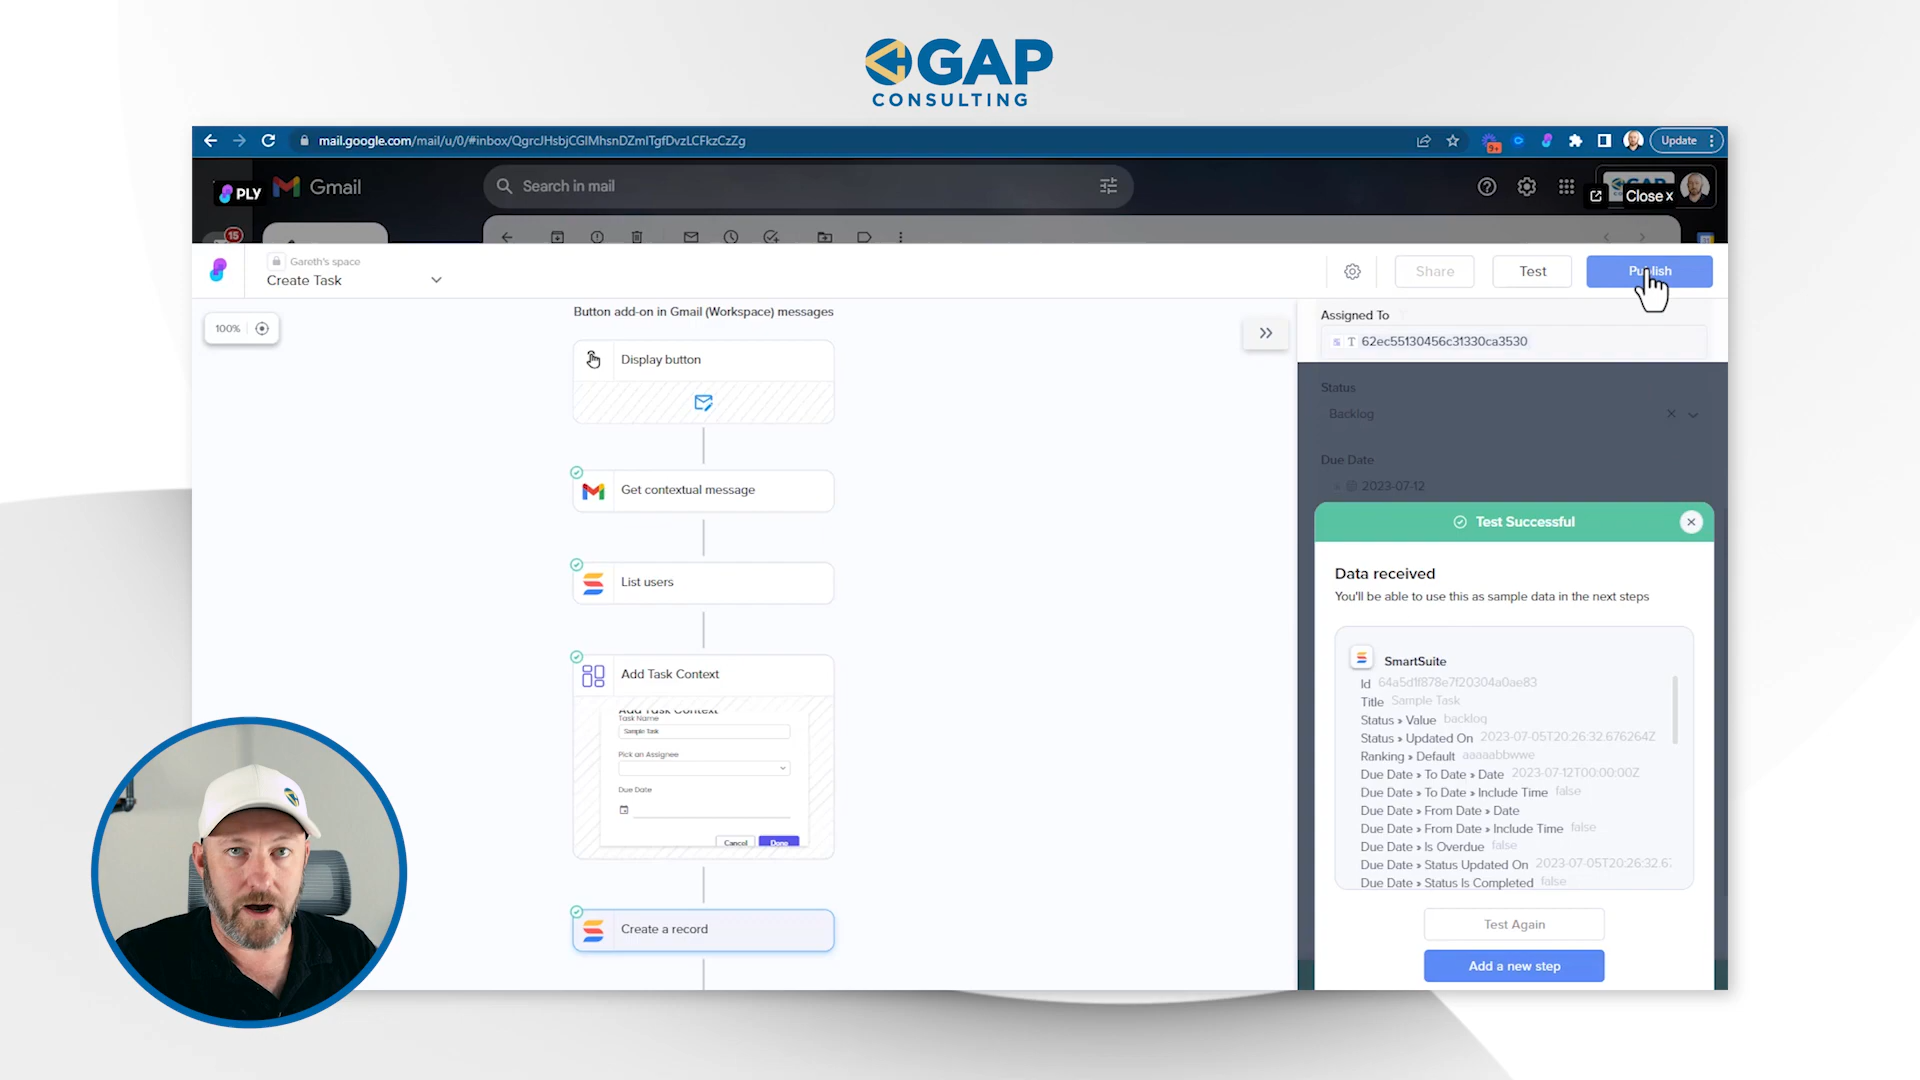 GAP
CONSULTING
mail.google.com/mail/u/0/#inbox/QgrcJHsbjCGlMhsnDZmlTgfDvzLCFkzCzZg
9+
Update
PLY
Gmail
Search in mail
GAP
Close x
15
Gareth's space
Create Task
Share
Test
Publish
100%
Button add-on in Gmail (Workspace) messages
Display button
Get contextual message
List users
Add Task Context
Add Task Context
Task Name
Sample Task
Pick an Assignee
Due Date
Cancel
Done
Create a record
Assigned To
62ec55130456c31330ca3530
Status
Backlog
Due Date
2023-07-12
Test Successful
Data received
You'll be able to use this as sample data in the next steps
SmartSuite
Id 64a5d1f878e7f20304a0ae83
Title Sample Task
Status » Value backlog
Status » Updated On 2023-07-05T20:26:32.676264Z
Ranking » Default aaaaabbwwe
Due Date » To Date » Date 2023-07-12T00:00:00Z
Due Date » To Date » Include Time false
Due Date » From Date » Date
Due Date » From Date » Include Time false
Due Date » Is Overdue false
Due Date » Status Updated On 2023-07-05T20:26:32.67
Due Date » Status Is Completed false
Test Again
Add a new step